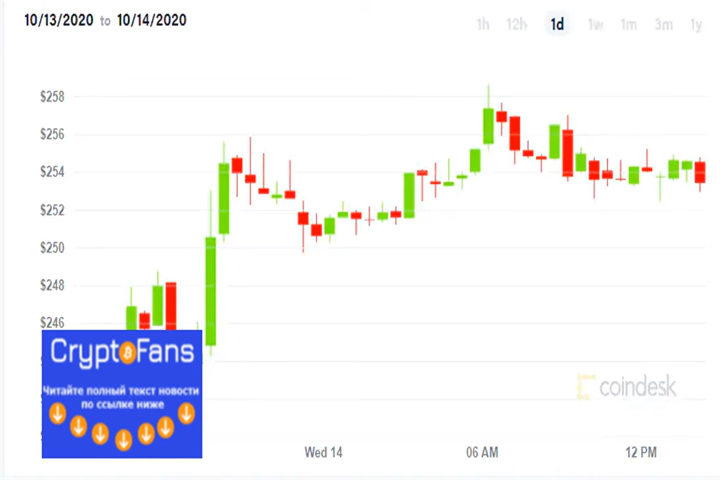 10/13/2020 to 10/14/2020
1h 12h 1d 1w 1m 3m 1y
$258
$256
$254
$252
$250
$248
$246
CryptoFans
Читайте полный текст новости
по ссылке ниже
coindesk
Wed 14 06 AM 12 PM